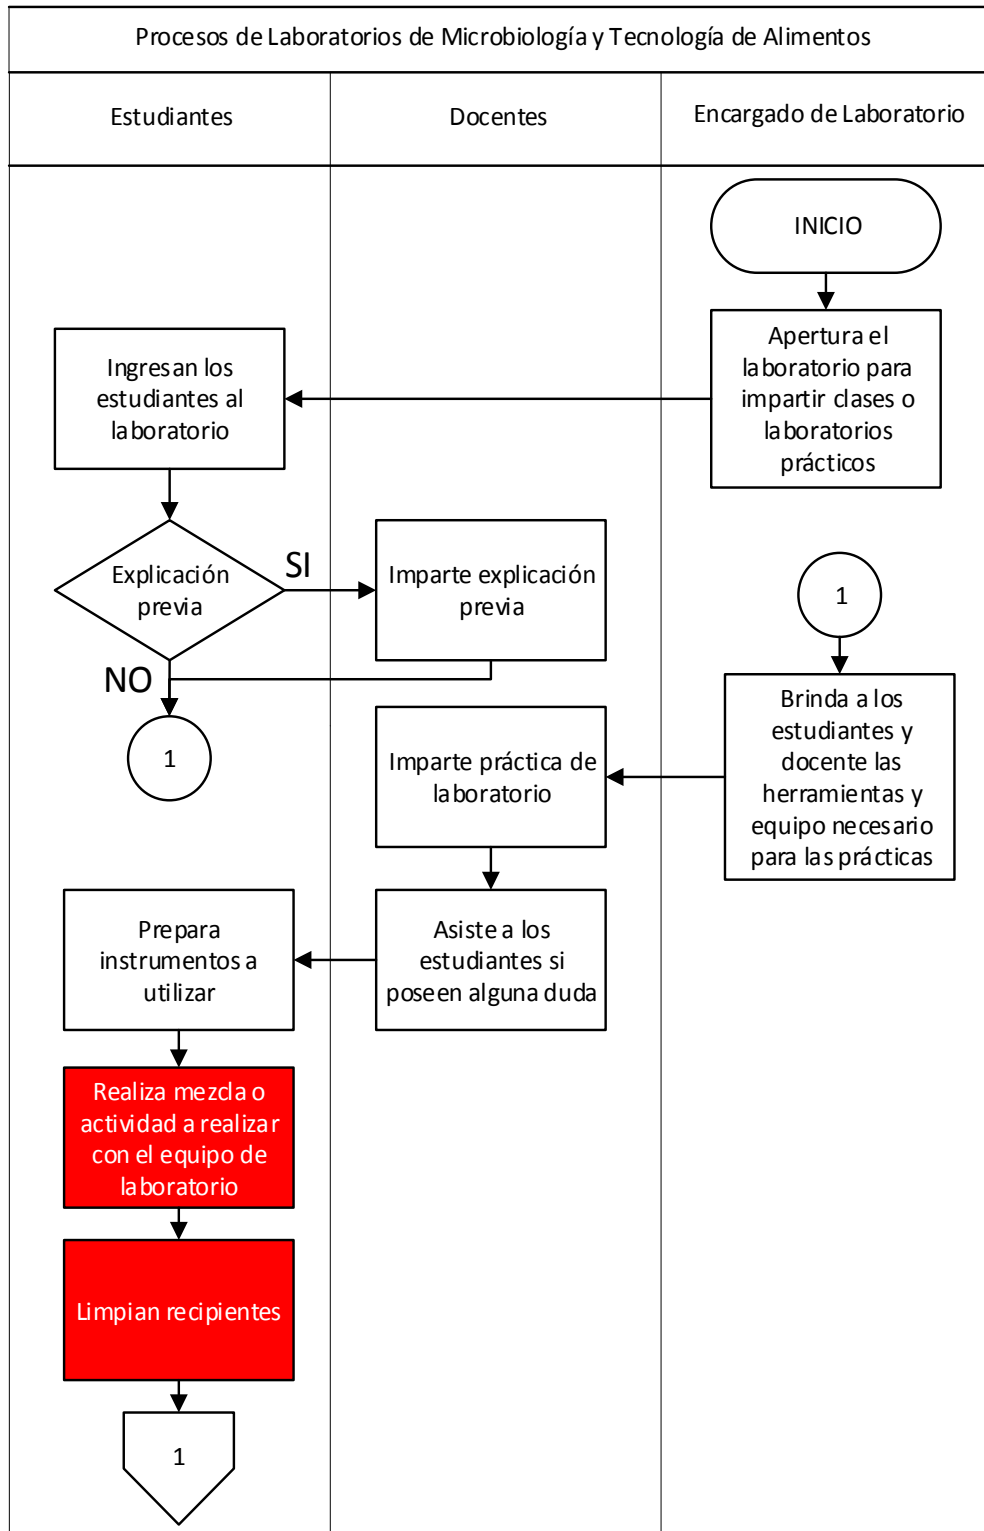 Procesos de Laboratorios de Microbiología y Tecnología de Alimentos
Estudiantes
Docentes
Encargado de Laboratorio
INICIO
Apertura el
laboratorio para
impartir clases o
laboratorios
prácticos
Ingresan los
estudiantes al
laboratorio
Explicación
previa
SI
Imparte explicación
previa
NO
1
1
Brinda a los
estudiantes y
docente las
herramientas y
equipo necesario
para las prácticas
Imparte práctica de
laboratorio
Asiste a los
estudiantes si
poseen alguna duda
Prepara
instrumentos a
utilizar
Realiza mezcla o
actividad a realizar
con el equipo de
laboratorio
Limpian recipientes
1